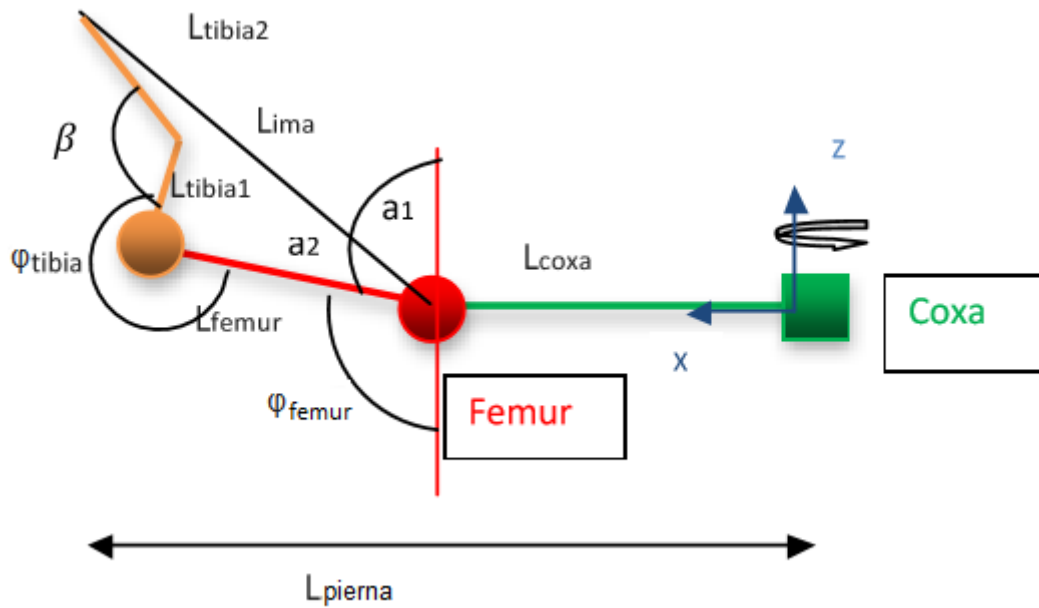 Ltibia2
Lima
z
β
Ltibia1
a1
a2
φtibia
Lcoxa
Lfemur
Coxa
x
φfemur
Femur
Lpierna